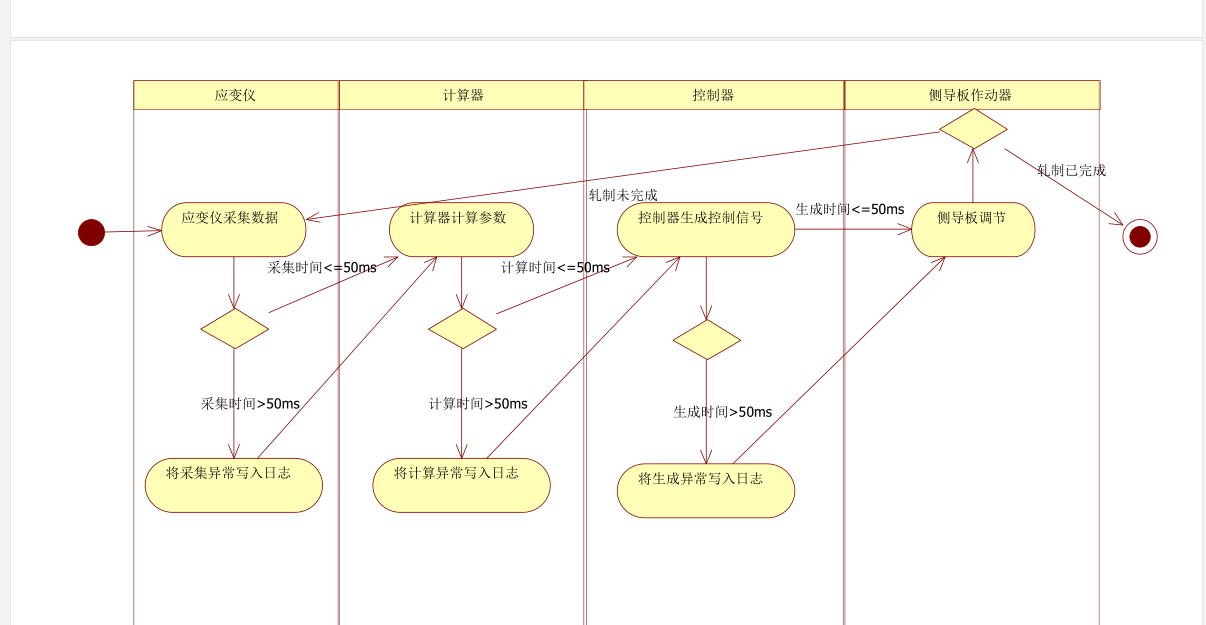 应变仪
计算器
控制器
侧导板作动器
轧制已完成
轧制未完成
应变仪采集数据
计算器计算参数
控制器生成控制信号
生成时间<=50ms
侧导板调节
采集时间<=50ms
计算时间<=50ms
采集时间>50ms
计算时间>50ms
生成时间>50ms
将采集异常写入日志
将计算异常写入日志
将生成异常写入日志